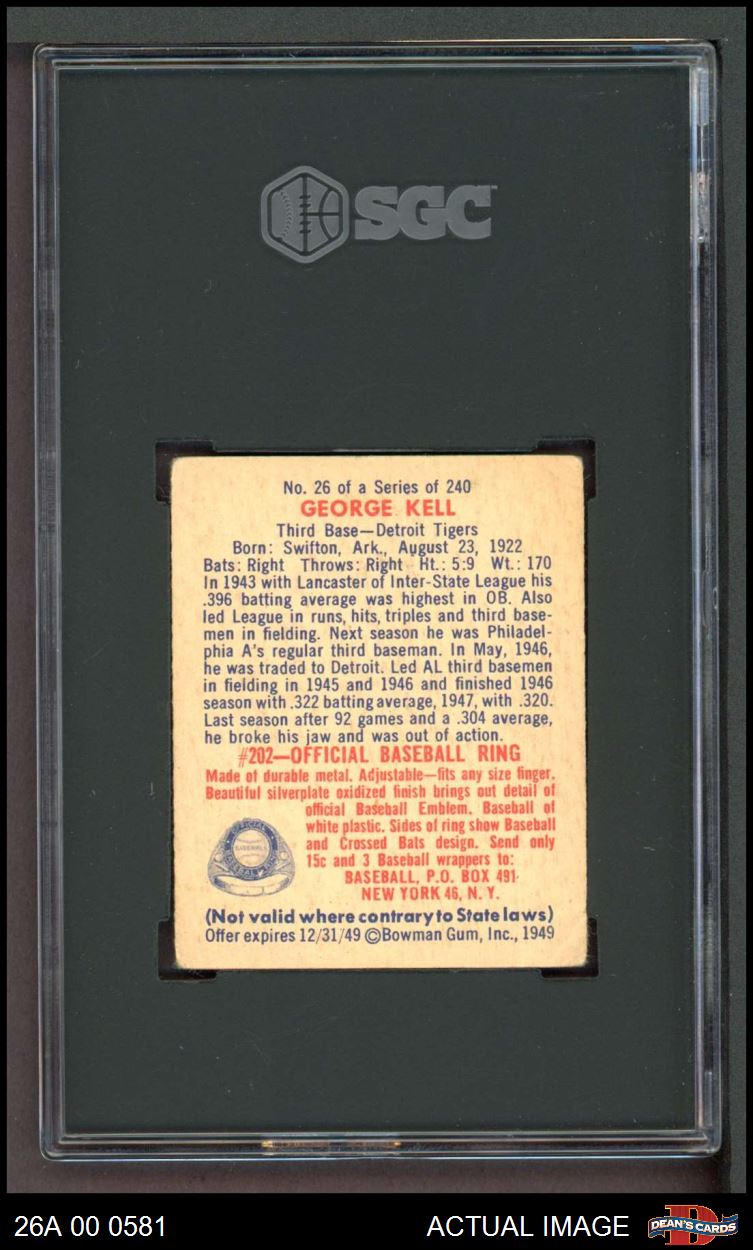 SGC
No. 26 of a Series of 240
GEORGE KELL
Third Base—Detroit Tigers
Born: Swifton, Ark., August 23, 1922
Bats: Right Throws: Right Ht.: 5:9 Wt.: 170
In 1943 with Lancaster of Inter-State League his
.396 batting average was highest in OB. Also
led League in runs, hits, triples and third base-
men in fielding. Next season he was Philadel-
phia A's regular third baseman. In May, 1946,
he was traded to Detroit. Led AL third basemen
in fielding in 1945 and 1946 and finished 1946
season with .322 batting average, 1947, with .320.
Last season after 92 games and a .304 average,
he broke his jaw and was out of action.
#202—OFFICIAL BASEBALL RING
Made of durable metal. Adjustable—fits any size finger.
Beautiful silverplate oxidized finish brings out detail of
official Baseball Emblem. Baseball of
white plastic. Sides of ring show Baseball
and Crossed Bats design. Send only
15c and 3 Baseball wrappers to:
BASEBALL, P.O. BOX 491
NEW YORK 46, N. Y.
OFFICIAL
BASEBALL
(Not valid where contrary to State laws)
Offer expires 12/31/49 ©Bowman Gum, Inc., 1949
26A 00 0581
ACTUAL IMAGE
DEAN'S CARDS